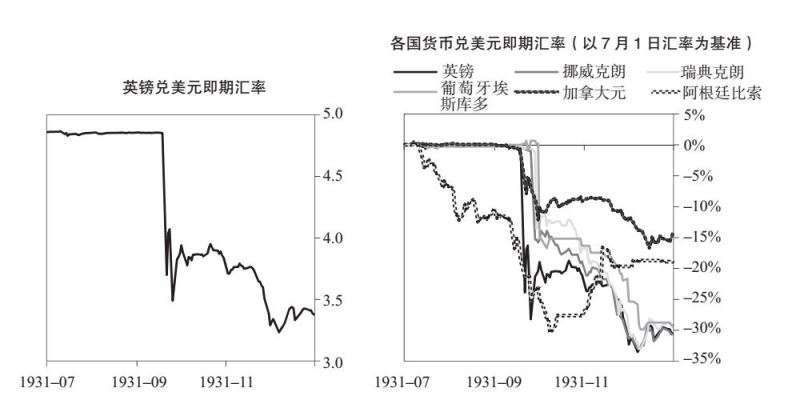 英镑兑美元即期汇率
5.0
4.5
4.0
3.5
3.0
1931–07
1931–09
1931–11
各国货币兑美元即期汇率（以 7 月 1 日汇率为基准）
英镑
挪威克朗
瑞典克朗
葡萄牙埃
斯库多
加拿大元
阿根廷比索
5%
0%
–5%
–10%
–15%
–20%
–25%
–30%
–35%
1931–07
1931–09
1931–11